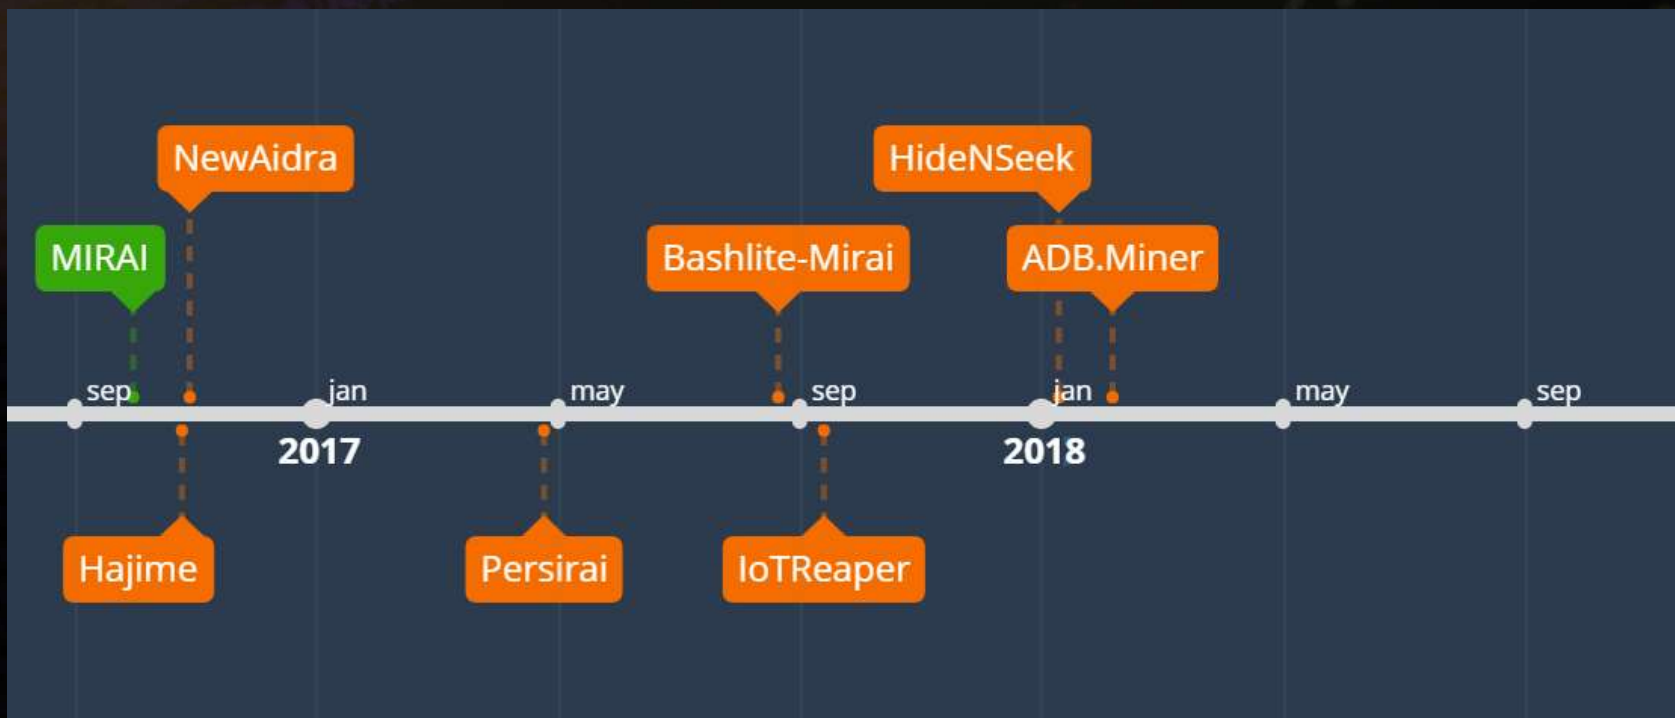 NewAidra
HideNSeek
MIRAI
Bashlite-Mirai
ADB.Miner
sep
jan
may
sep
jan
may
sep
2017
2018
Hajime
Persirai
IoTReaper